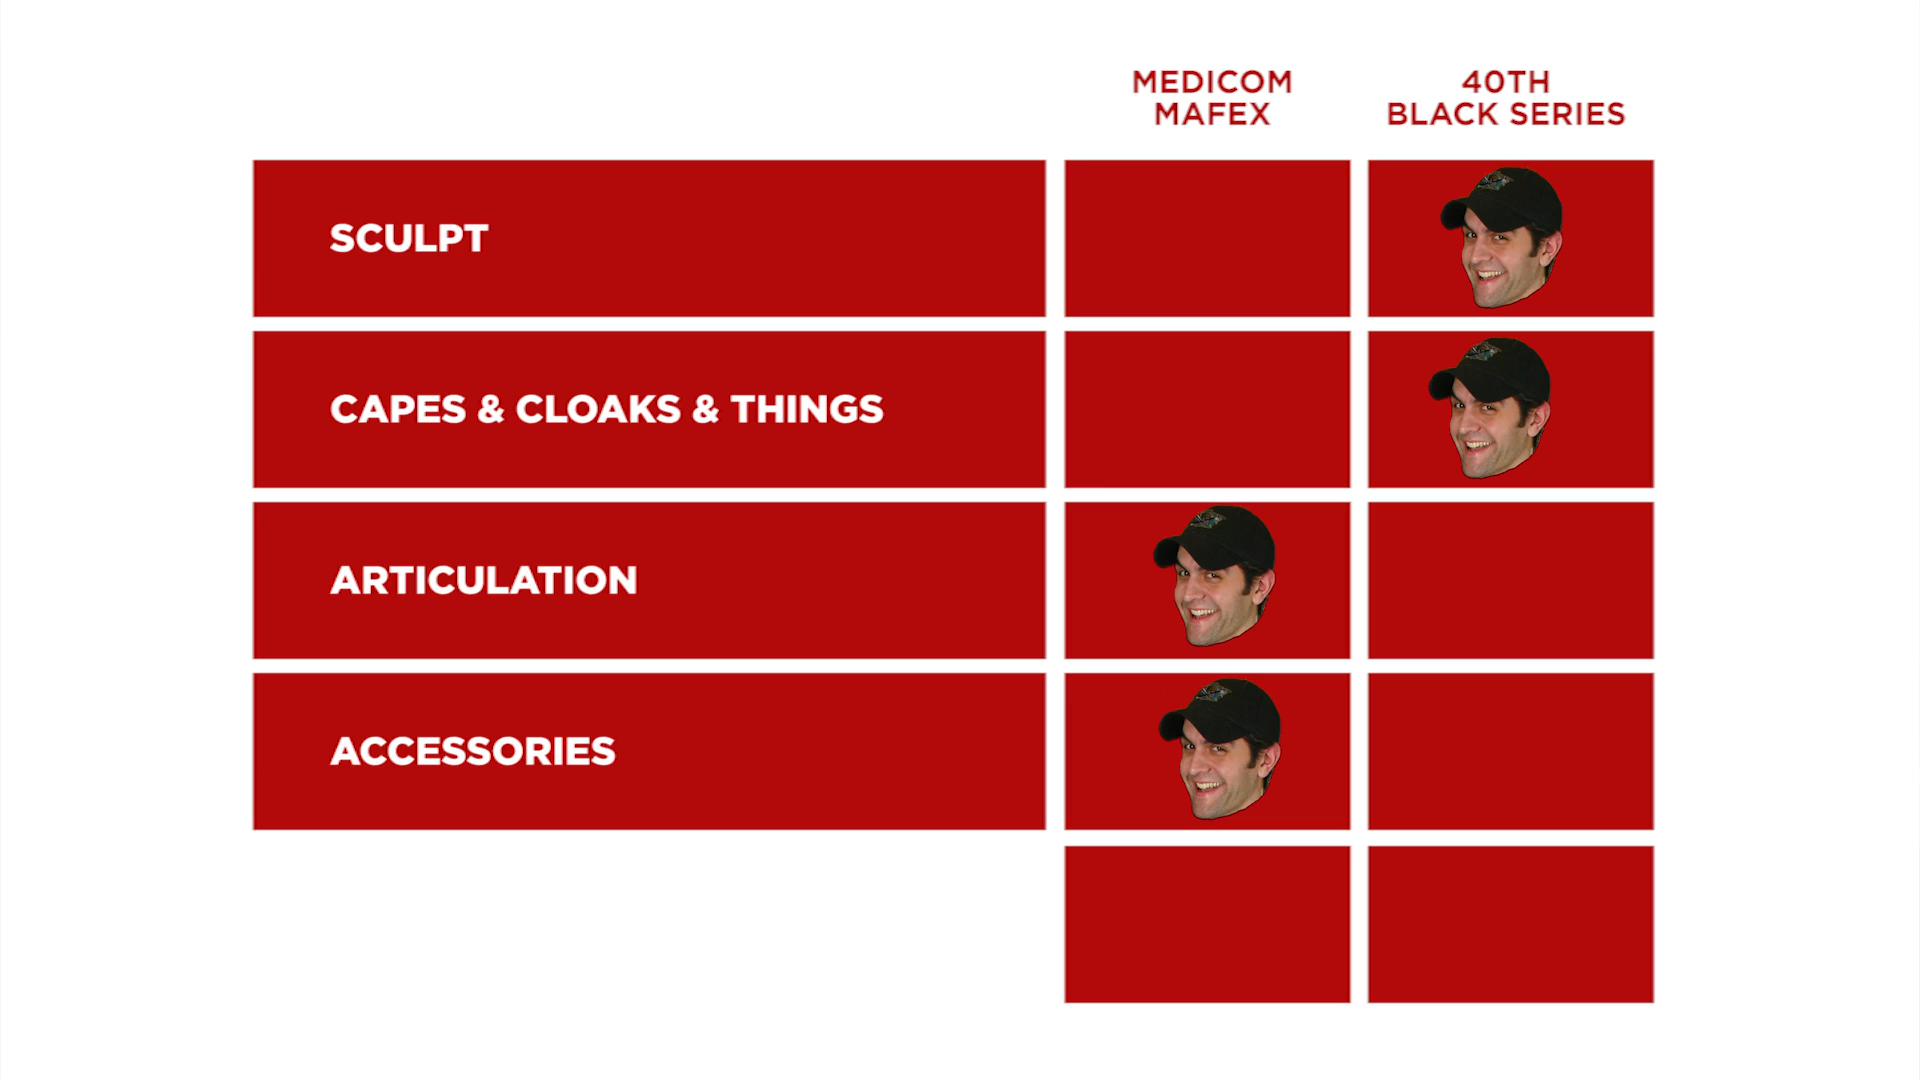 MEDICOM
MAFEX
40TH
BLACK SERIES
SCULPT
CAPES & CLOAKS & THINGS
ARTICULATION
ACCESSORIES